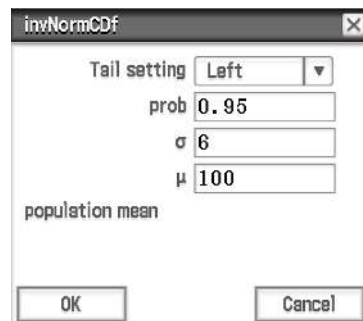 invNormCDf
Tail setting Left
prob 0.95
σ 6
μ 100
population mean
OK Cancel